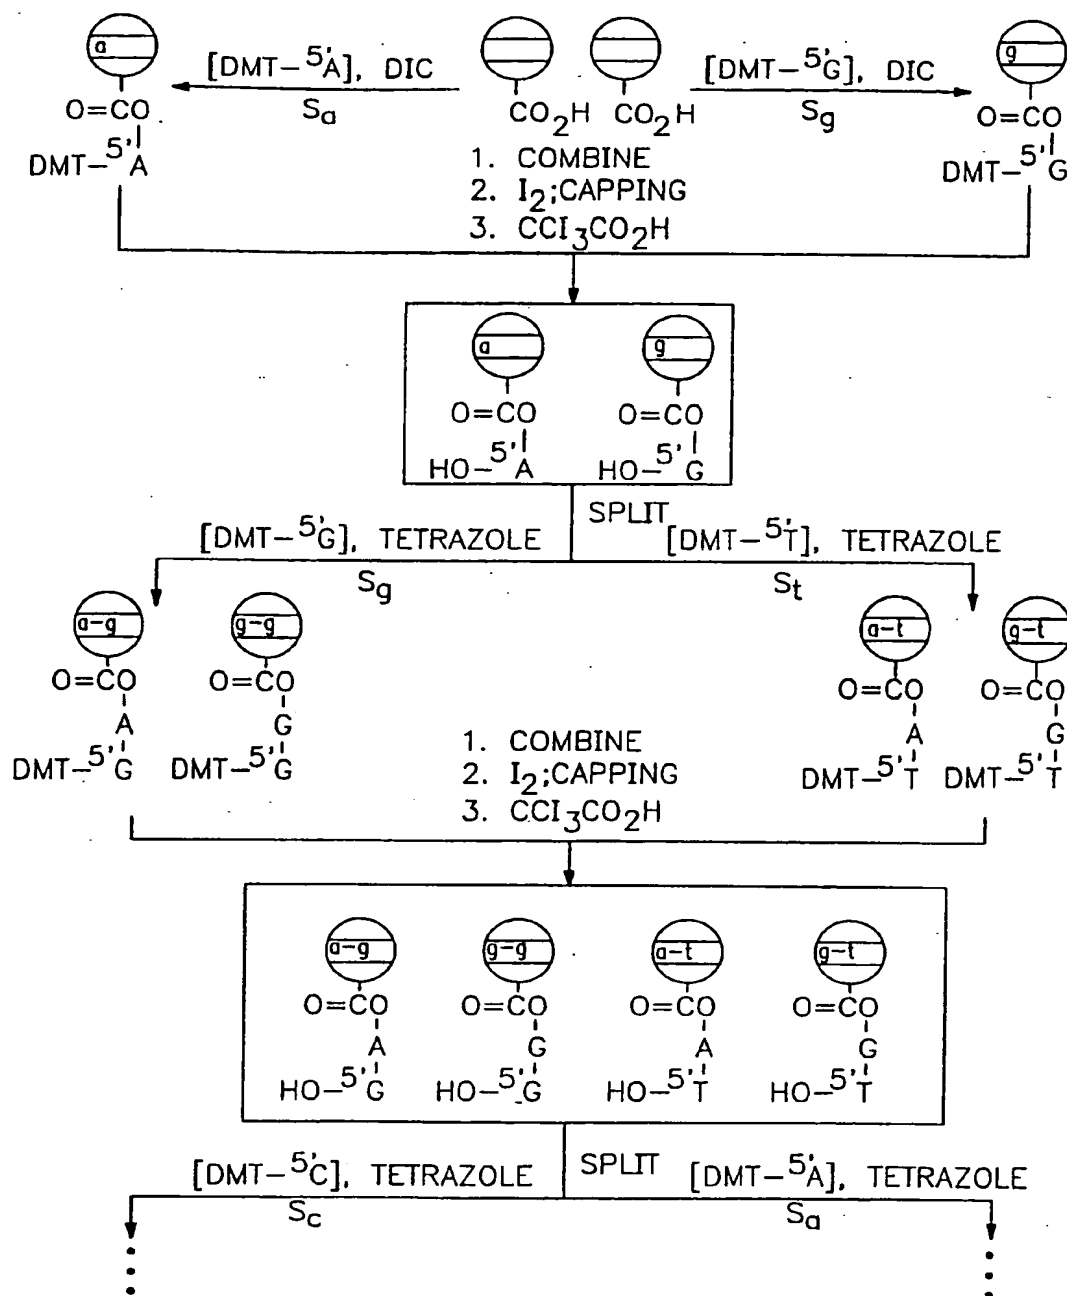 a
[DMT-5'A], DIC
Sa
CO2H CO2H
[DMT-5'G], DIC
Sg
g
O=CO
DMT-5'A
O=CO
DMT-5'G
1. COMBINE
2. I2;CAPPING
3. CCI3CO2H
a g
O=CO O=CO
HO-5'A HO-5'G
SPLIT
[DMT-5'G], TETRAZOLE [DMT-5'T], TETRAZOLE
Sg St
a-g g-g a-t g-t
O=CO O=CO O=CO O=CO
A G A G
DMT-5'G DMT-5'G DMT-5'T DMT-5'T
1. COMBINE
2. I2;CAPPING
3. CCI3CO2H
a-g g-g a-t g-t
O=CO O=CO O=CO O=CO
A G A G
HO-5'G HO-5'G HO-5'T HO-5'T
SPLIT
[DMT-5'C], TETRAZOLE [DMT-5'A], TETRAZOLE
Sc Sa